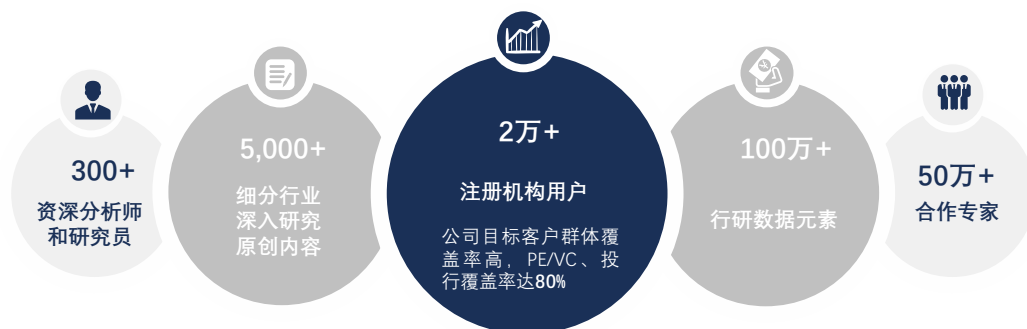 300+
资深分析师
和研究员
5,000+
细分行业
深入研究
原创内容
2万+
注册机构用户
公司目标客户群体覆
盖率高，PE/VC、投
行覆盖率达80%
100万+
行研数据元素
50万+
合作专家